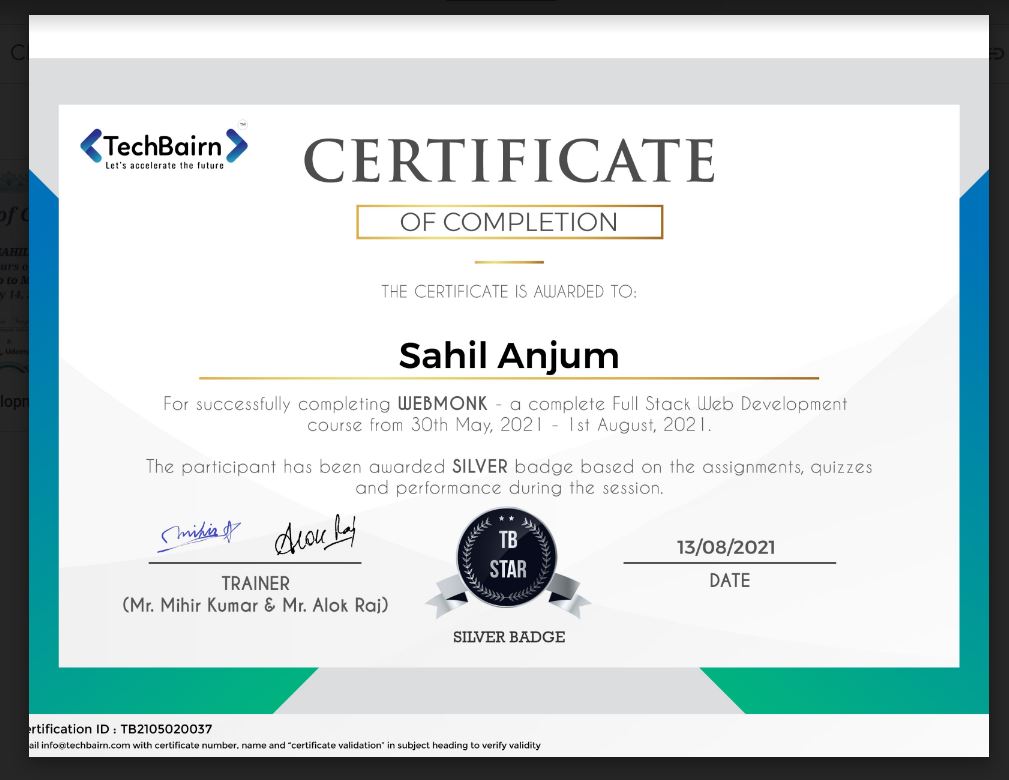 TechBairn
TM
Let's accelerate the future
CERTIFICATE
OF COMPLETION
THE CERTIFICATE IS AWARDED TO:
Sahil Anjum
For successfully completing WEBMONK - a complete Full Stack Web Development
course from 30th May, 2021 - 1st August, 2021.
The participant has been awarded SILVER badge based on the assignments, quizzes
and performance during the session.
Alok Raj
TRAINER
(Mr. Mihir Kumar & Mr. Alok Raj)
TB
STAR
SILVER BADGE
13/08/2021
DATE
ertification ID : TB2105020037
ail info@techbairn.com with certificate number, name and "certificate validation" in subject heading to verify validity